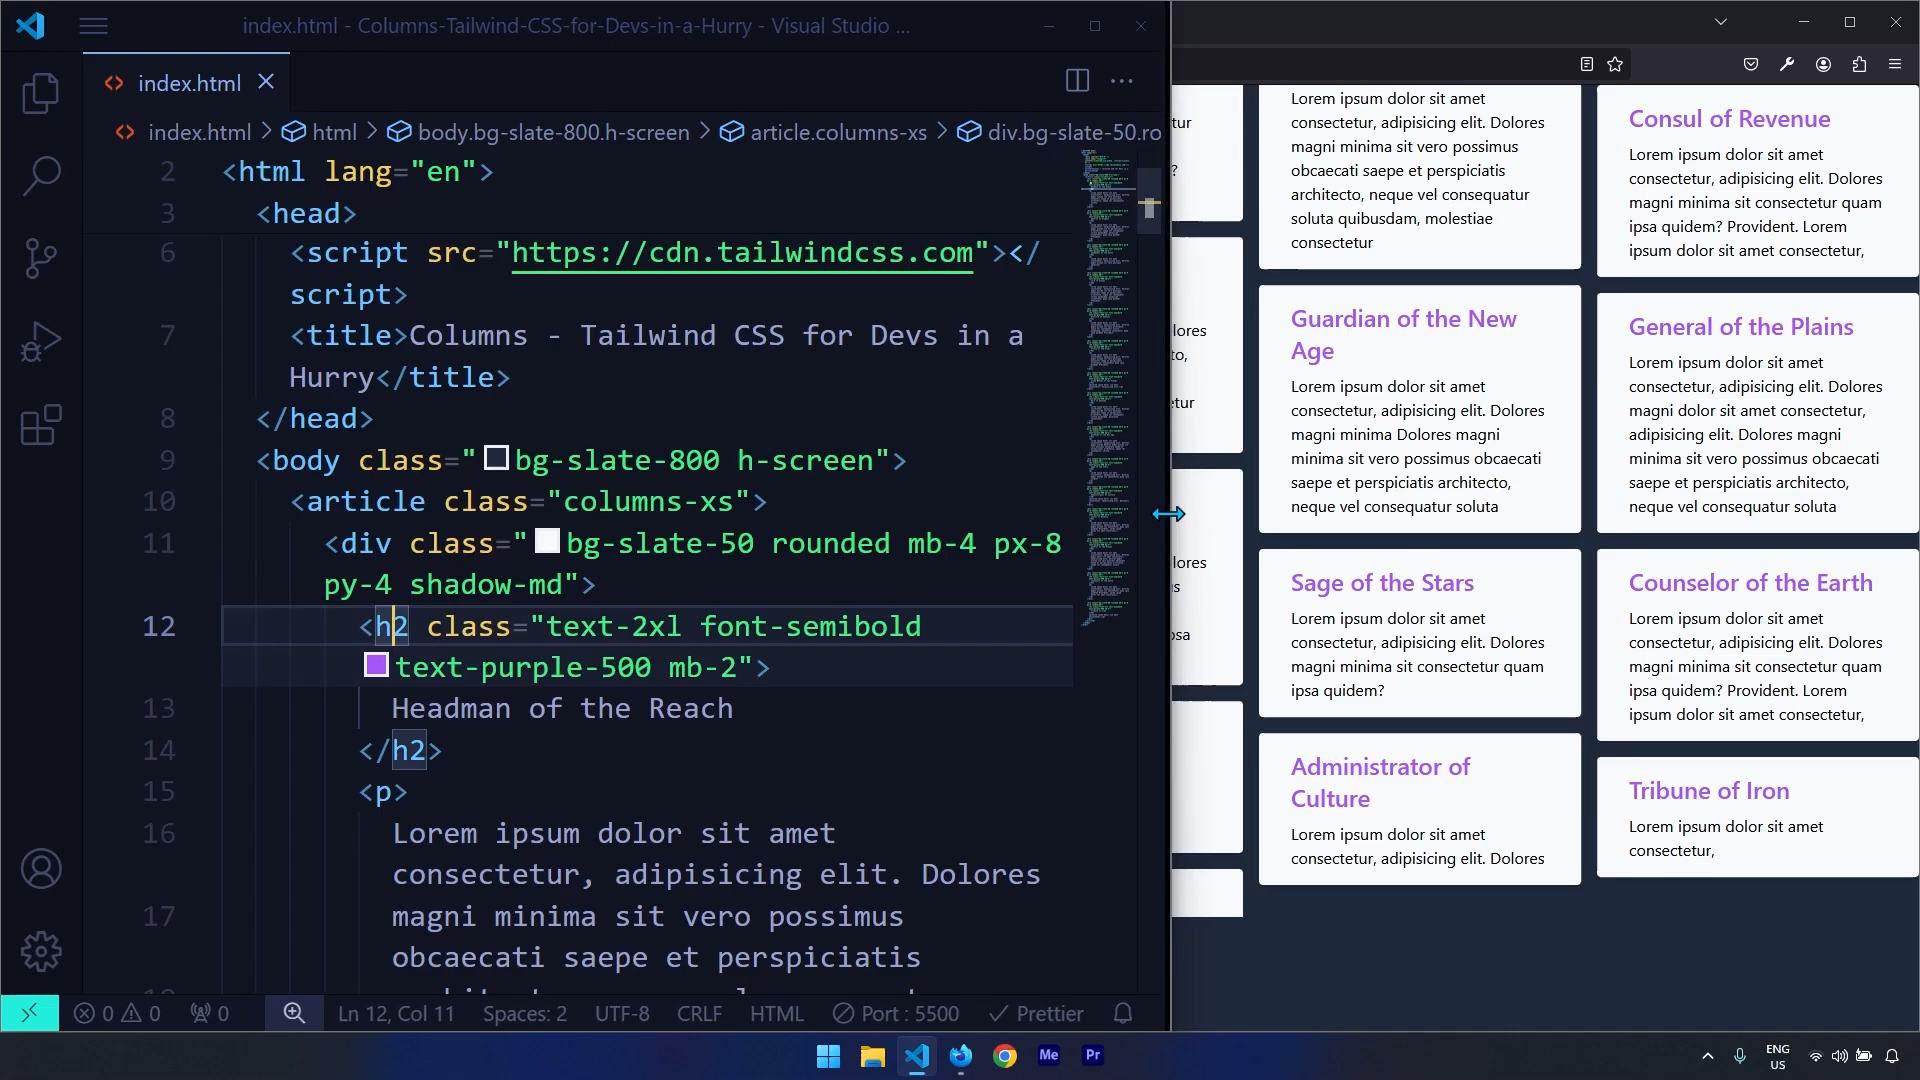 index.html - Columns-Tailwind-CSS-for-Devs-in-a-Hurry - Visual Studio ...
index.html
index.html > html > body.bg-slate-800.h-screen > article.columns-xs > div.bg-slate-50.ro
2 <html lang="en">
3 <head>
6 <script src="https://cdn.tailwindcss.com"></
script>
7 <title>Columns - Tailwind CSS for Devs in a
Hurry</title>
8 </head>
9 <body class="bg-slate-800 h-screen">
10 <article class="columns-xs">
11 <div class="bg-slate-50 rounded mb-4 px-8
py-4 shadow-md">
12 <h2 class="text-2xl font-semibold
text-purple-500 mb-2">
13 Headman of the Reach
14 </h2>
15 <p>
16 Lorem ipsum dolor sit amet
consectetur, adipisicing elit. Dolores
17 magni minima sit vero possimus
obcaecati saepe et perspiciatis
0 0 0 Ln 12, Col 11 Spaces: 2 UTF-8 CRLF HTML Port : 5500 Prettier
tur
?
lores
to,
etur
lores
is
osa
Lorem ipsum dolor sit amet
consectetur, adipisicing elit. Dolores
magni minima sit vero possimus
obcaecati saepe et perspiciatis
architecto, neque vel consequatur
soluta quibusdam, molestiae
consectetur
Guardian of the New
Age
Lorem ipsum dolor sit amet
consectetur, adipisicing elit. Dolores
magni minima Dolores magni
minima sit vero possimus obcaecati
saepe et perspiciatis architecto,
neque vel consequatur soluta
Sage of the Stars
Lorem ipsum dolor sit amet
consectetur, adipisicing elit. Dolores
magni minima sit consectetur quam
ipsa quidem?
Administrator of
Culture
Lorem ipsum dolor sit amet
consectetur, adipisicing elit. Dolores
Consul of Revenue
Lorem ipsum dolor sit amet
consectetur, adipisicing elit. Dolores
magni minima sit consectetur quam
ipsa quidem? Provident. Lorem
ipsum dolor sit amet consectetur,
General of the Plains
Lorem ipsum dolor sit amet
consectetur, adipisicing elit. Dolores
magni dolor sit amet consectetur,
adipisicing elit. Dolores magni
minima sit vero possimus obcaecati
saepe et perspiciatis architecto,
neque vel consequatur soluta
Counselor of the Earth
Lorem ipsum dolor sit amet
consectetur, adipisicing elit. Dolores
magni minima sit consectetur quam
ipsa quidem? Provident. Lorem
ipsum dolor sit amet consectetur,
Tribune of Iron
Lorem ipsum dolor sit amet
consectetur,
Me Pr
ENG
US